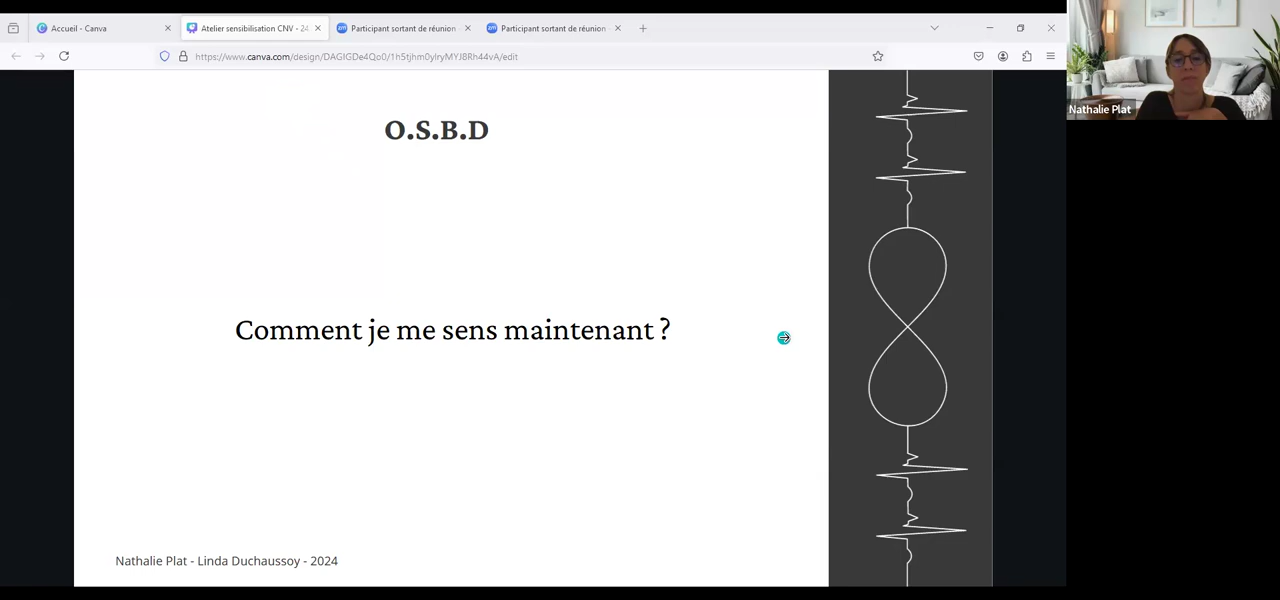 Accueil - Canva
Atelier sensibilisation CNV - 24
Participant sortant de réunion
Participant sortant de réunion
https://www.canva.com/design/DAGIGDe4Qo0/1h5tjhm0ylryMYJ8Rh44vA/edit
Nathalie Plat
O.S.B.D
Comment je me sens maintenant ?
Nathalie Plat - Linda Duchaussoy - 2024